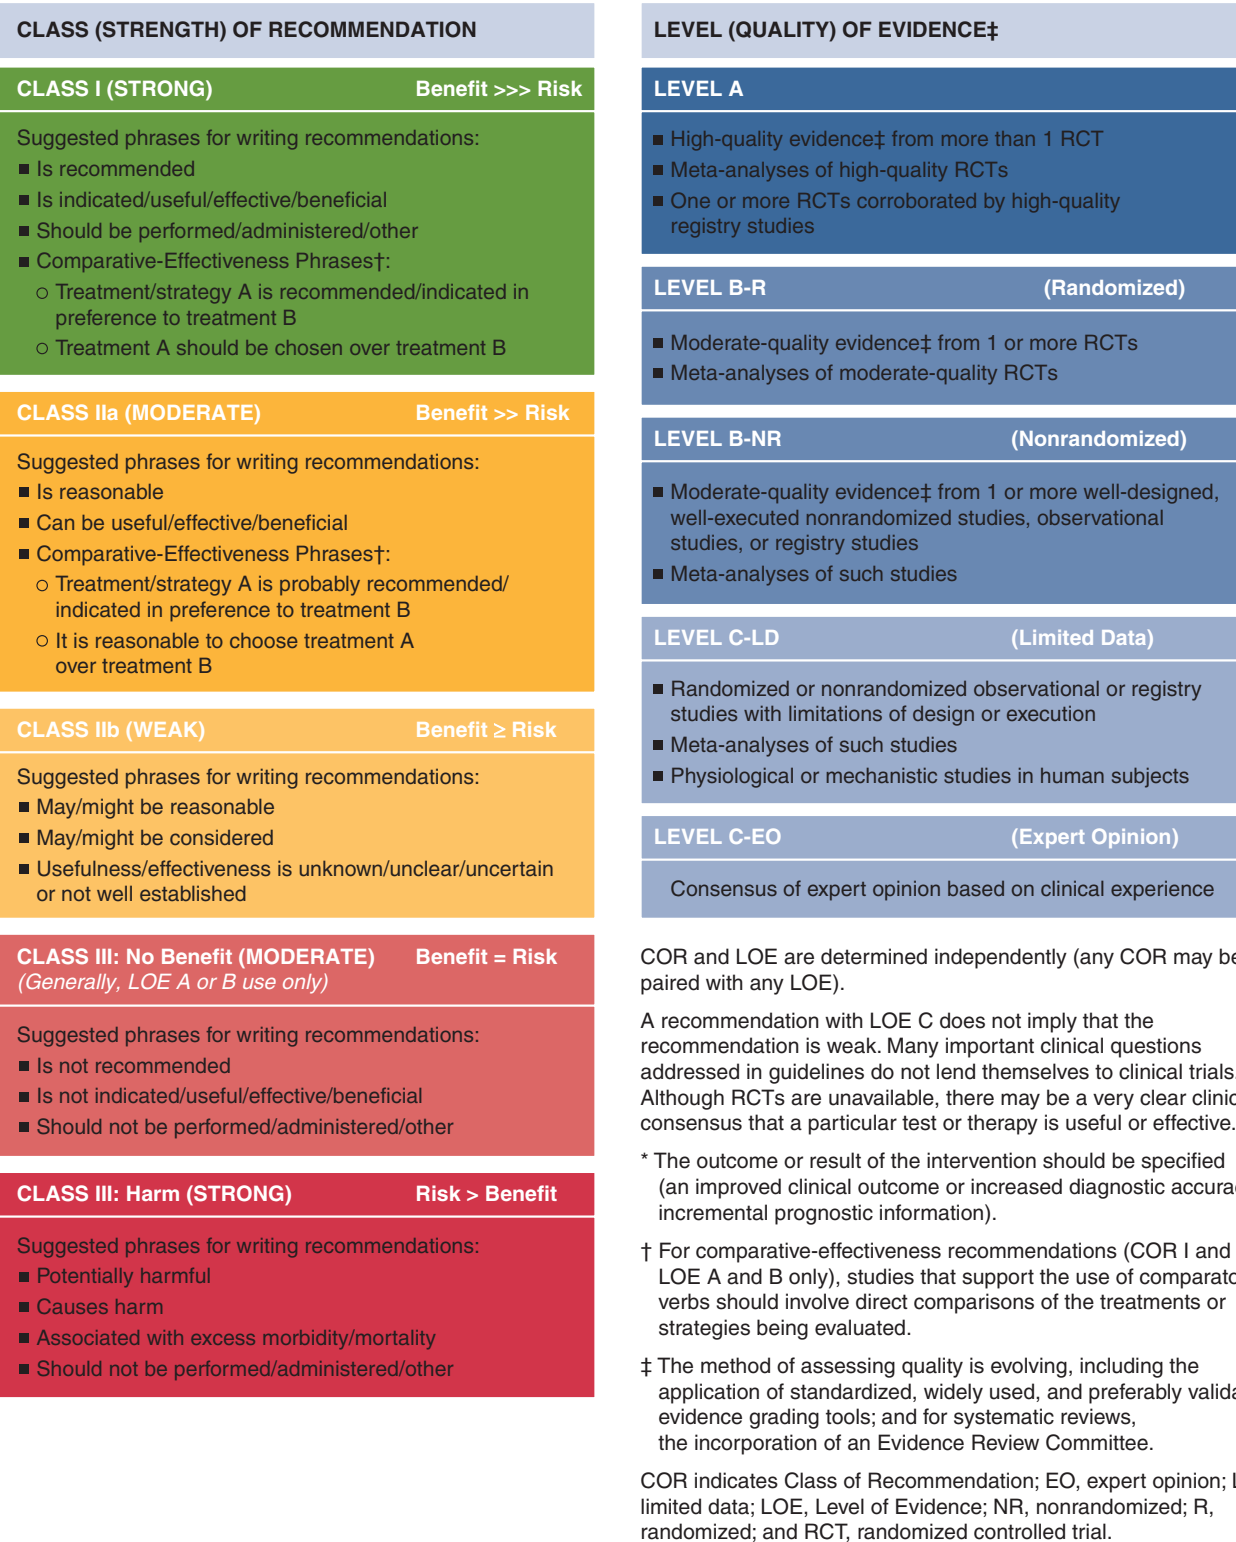 CLASS (STRENGTH) OF RECOMMENDATION
CLASS I (STRONG) Benefit >>> Risk
Suggested phrases for writing recommendations:
■ Is recommended
■ Is indicated/useful/effective/beneficial
■ Should be performed/administered/other
■ Comparative-Effectiveness Phrases†:
○ Treatment/strategy A is recommended/indicated in
preference to treatment B
○ Treatment A should be chosen over treatment B
CLASS IIa (MODERATE) Benefit >> Risk
Suggested phrases for writing recommendations:
■ Is reasonable
■ Can be useful/effective/beneficial
■ Comparative-Effectiveness Phrases†:
○ Treatment/strategy A is probably recommended/
indicated in preference to treatment B
○ It is reasonable to choose treatment A
over treatment B
CLASS IIb (WEAK) Benefit ≥ Risk
Suggested phrases for writing recommendations:
■ May/might be reasonable
■ May/might be considered
■ Usefulness/effectiveness is unknown/unclear/uncertain
or not well established
CLASS III: No Benefit (MODERATE) Benefit = Risk
(Generally, LOE A or B use only)
Suggested phrases for writing recommendations:
■ Is not recommended
■ Is not indicated/useful/effective/beneficial
■ Should not be performed/administered/other
CLASS III: Harm (STRONG) Risk > Benefit
Suggested phrases for writing recommendations:
■ Potentially harmful
■ Causes harm
■ Associated with excess morbidity/mortality
■ Should not be performed/administered/other
LEVEL (QUALITY) OF EVIDENCE‡
LEVEL A
■ High-quality evidence‡ from more than 1 RCT
■ Meta-analyses of high-quality RCTs
■ One or more RCTs corroborated by high-quality
registry studies
LEVEL B-R (Randomized)
■ Moderate-quality evidence‡ from 1 or more RCTs
■ Meta-analyses of moderate-quality RCTs
LEVEL B-NR (Nonrandomized)
■ Moderate-quality evidence‡ from 1 or more well-designed,
well-executed nonrandomized studies, observational
studies, or registry studies
■ Meta-analyses of such studies
LEVEL C-LD (Limited Data)
■ Randomized or nonrandomized observational or registry
studies with limitations of design or execution
■ Meta-analyses of such studies
■ Physiological or mechanistic studies in human subjects
LEVEL C-EO (Expert Opinion)
Consensus of expert opinion based on clinical experience
COR and LOE are determined independently (any COR may be
paired with any LOE).
A recommendation with LOE C does not imply that the
recommendation is weak. Many important clinical questions
addressed in guidelines do not lend themselves to clinical trials.
Although RCTs are unavailable, there may be a very clear
consensus that a particular test or therapy is useful or effective.
* The outcome or result of the intervention should be specified
(an improved clinical outcome or increased diagnostic
incremental prognostic information).
† For comparative-effectiveness recommendations (COR I and
LOE A and B only), studies that support the use of
verbs should involve direct comparisons of the treatments or
strategies being evaluated.
‡ The method of assessing quality is evolving, including the
application of standardized, widely used, and preferably
evidence grading tools; and for systematic reviews,
the incorporation of an Evidence Review Committee.
COR indicates Class of Recommendation; EO, expert opinion;
limited data; LOE, Level of Evidence; NR, nonrandomized; R,
randomized; and RCT, randomized controlled trial.